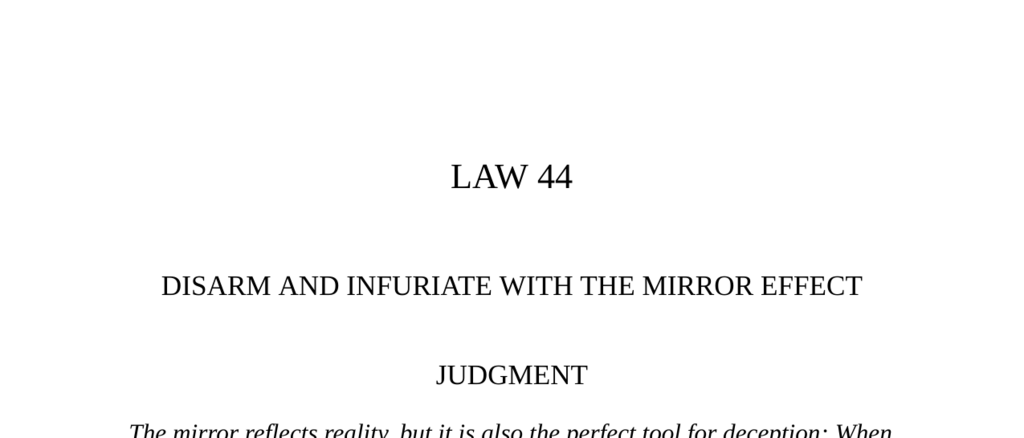 LAW 44
DISARM AND INFURIATE WITH THE MIRROR EFFECT
JUDGMENT
The mirror reflects reality, but it is also the perfect tool for deception: When